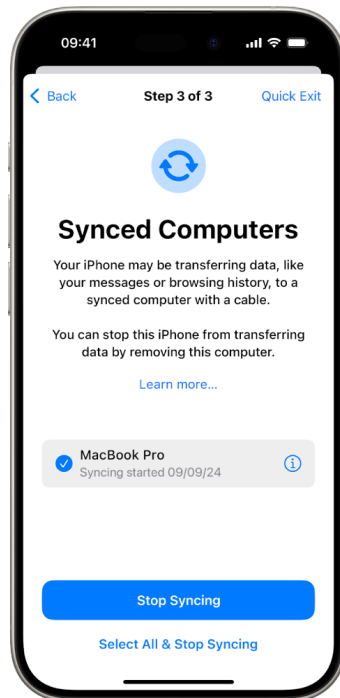 09:41
Back Step 3 of 3 Quick Exit
Synced Computers
Your iPhone may be transferring data, like
your messages or browsing history, to a
synced computer with a cable.
You can stop this iPhone from transferring
data by removing this computer.
Learn more...
MacBook Pro
Syncing started 09/09/24
Stop Syncing
Select All & Stop Syncing